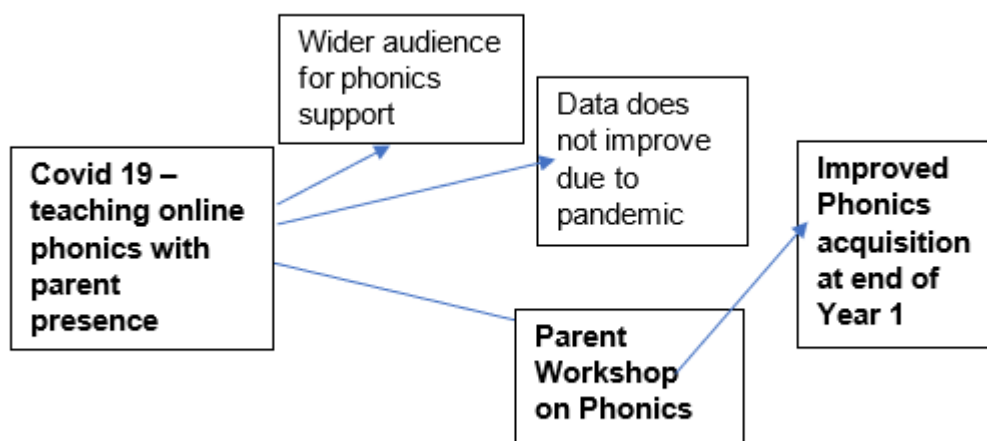 Wider audience
for phonics
support
Data does
not improve
due to
pandemic
Covid 19 –
teaching online
phonics with
parent
presence
Improved
Phonics
acquisition
at end of
Year 1
Parent
Workshop
on Phonics